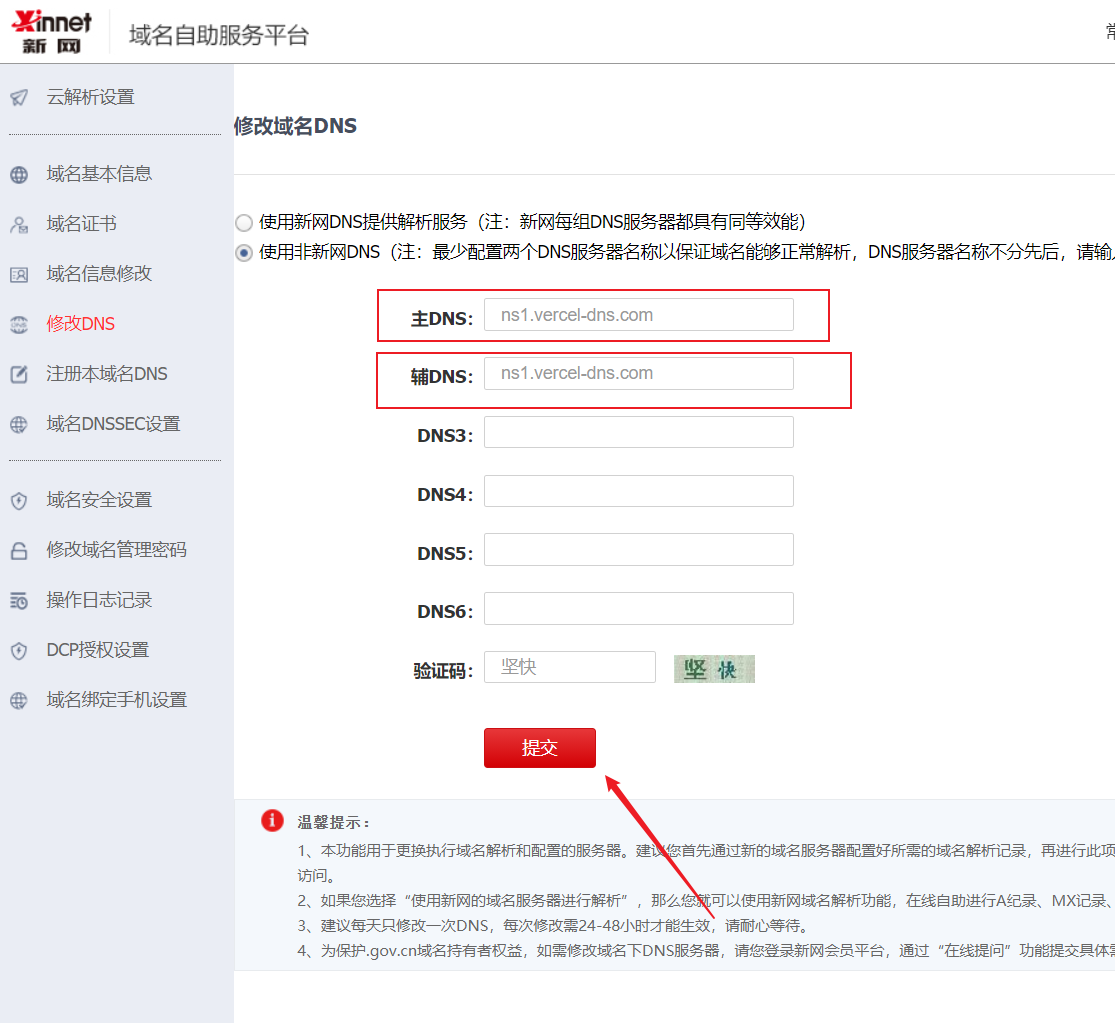 Xinnet
新网
域名自助服务平台
云解析设置
域名基本信息
域名证书
域名信息修改
修改DNS
注册本域名DNS
域名DNSSEC设置
域名安全设置
修改域名管理密码
操作日志记录
DCP授权设置
域名绑定手机设置
修改域名DNS
使用新网DNS提供解析服务（注：新网每组DNS服务器都具有同等效能）
使用非新网DNS（注：最少配置两个DNS服务器名称以保证域名能够正常解析，DNS服务器名称不分先后，请输
主DNS： ns1.vercel-dns.com
辅DNS： ns1.vercel-dns.com
DNS3：
DNS4：
DNS5：
DNS6：
验证码： 坚快 坚快
提交
温馨提示：
1、本功能用于更换执行域名解析和配置的服务器。建议您首先通过新的域名服务器配置好所需的域名解析记录，再进行此项
访问。
2、如果您选择“使用新网的域名服务器进行解析”，那么您就可以使用新网域名解析功能，在线自助进行A纪录、MX记录、
3、建议每天只修改一次DNS，每次修改需24-48小时才能生效，请耐心等待。
4、为保护.gov.cn域名持有者权益，如需修改域名下DNS服务器，请您登录新网会员平台，通过“在线提问”功能提交具体